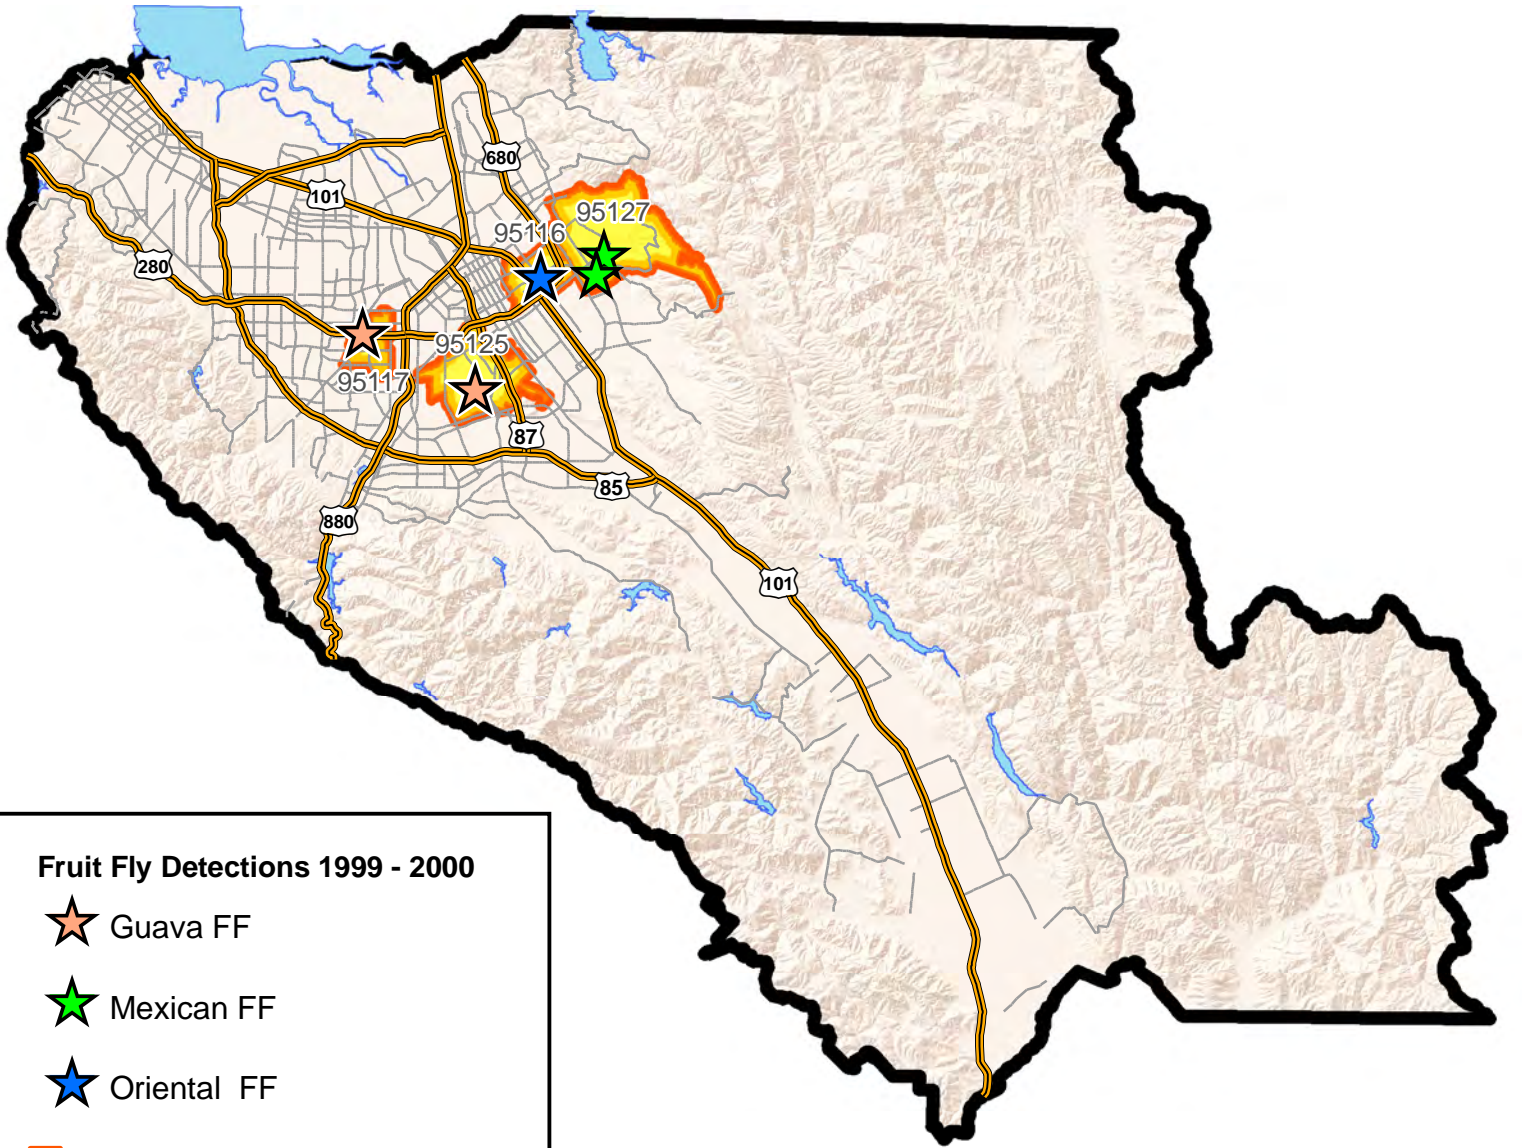 680
101
95127
95116
280
95125
95117
87
85
880
101
Fruit Fly Detections 1999 - 2000
Guava FF
Mexican FF
Oriental FF